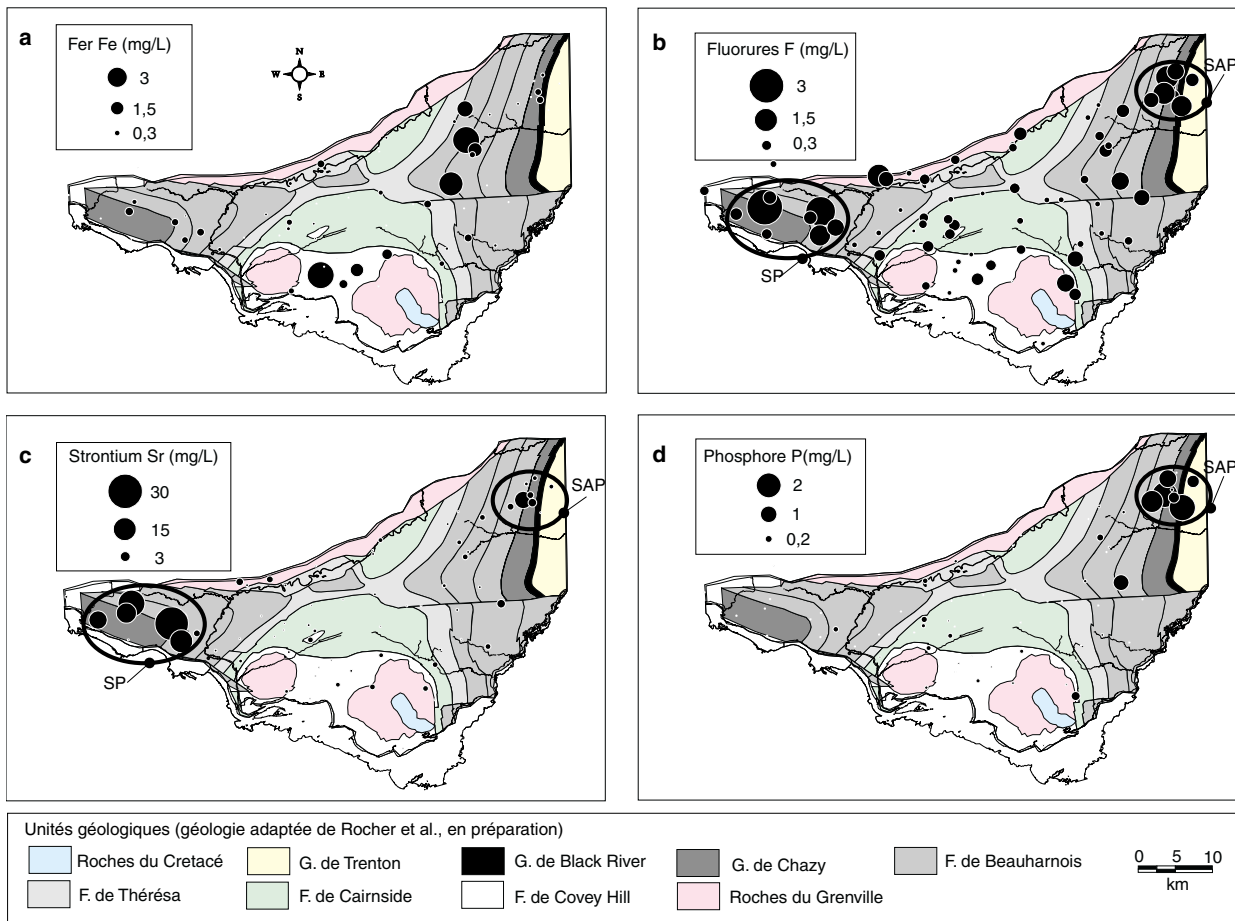 a
Fer Fe (mg/L)
3
1,5
0,3
N
W E
S
b
Fluorures F (mg/L)
3
1,5
0,3
SAP
SP
c
Strontium Sr (mg/L)
30
15
3
SAP
SP
d
Phosphore P(mg/L)
2
1
0,2
SAP
Unités géologiques (géologie adaptée de Rocher et al., en préparation)
Roches du Cretacé
G. de Trenton
G. de Black River
G. de Chazy
F. de Beauharnois
F. de Thérésa
F. de Cairnside
F. de Covey Hill
Roches du Grenville
0 5 10
km